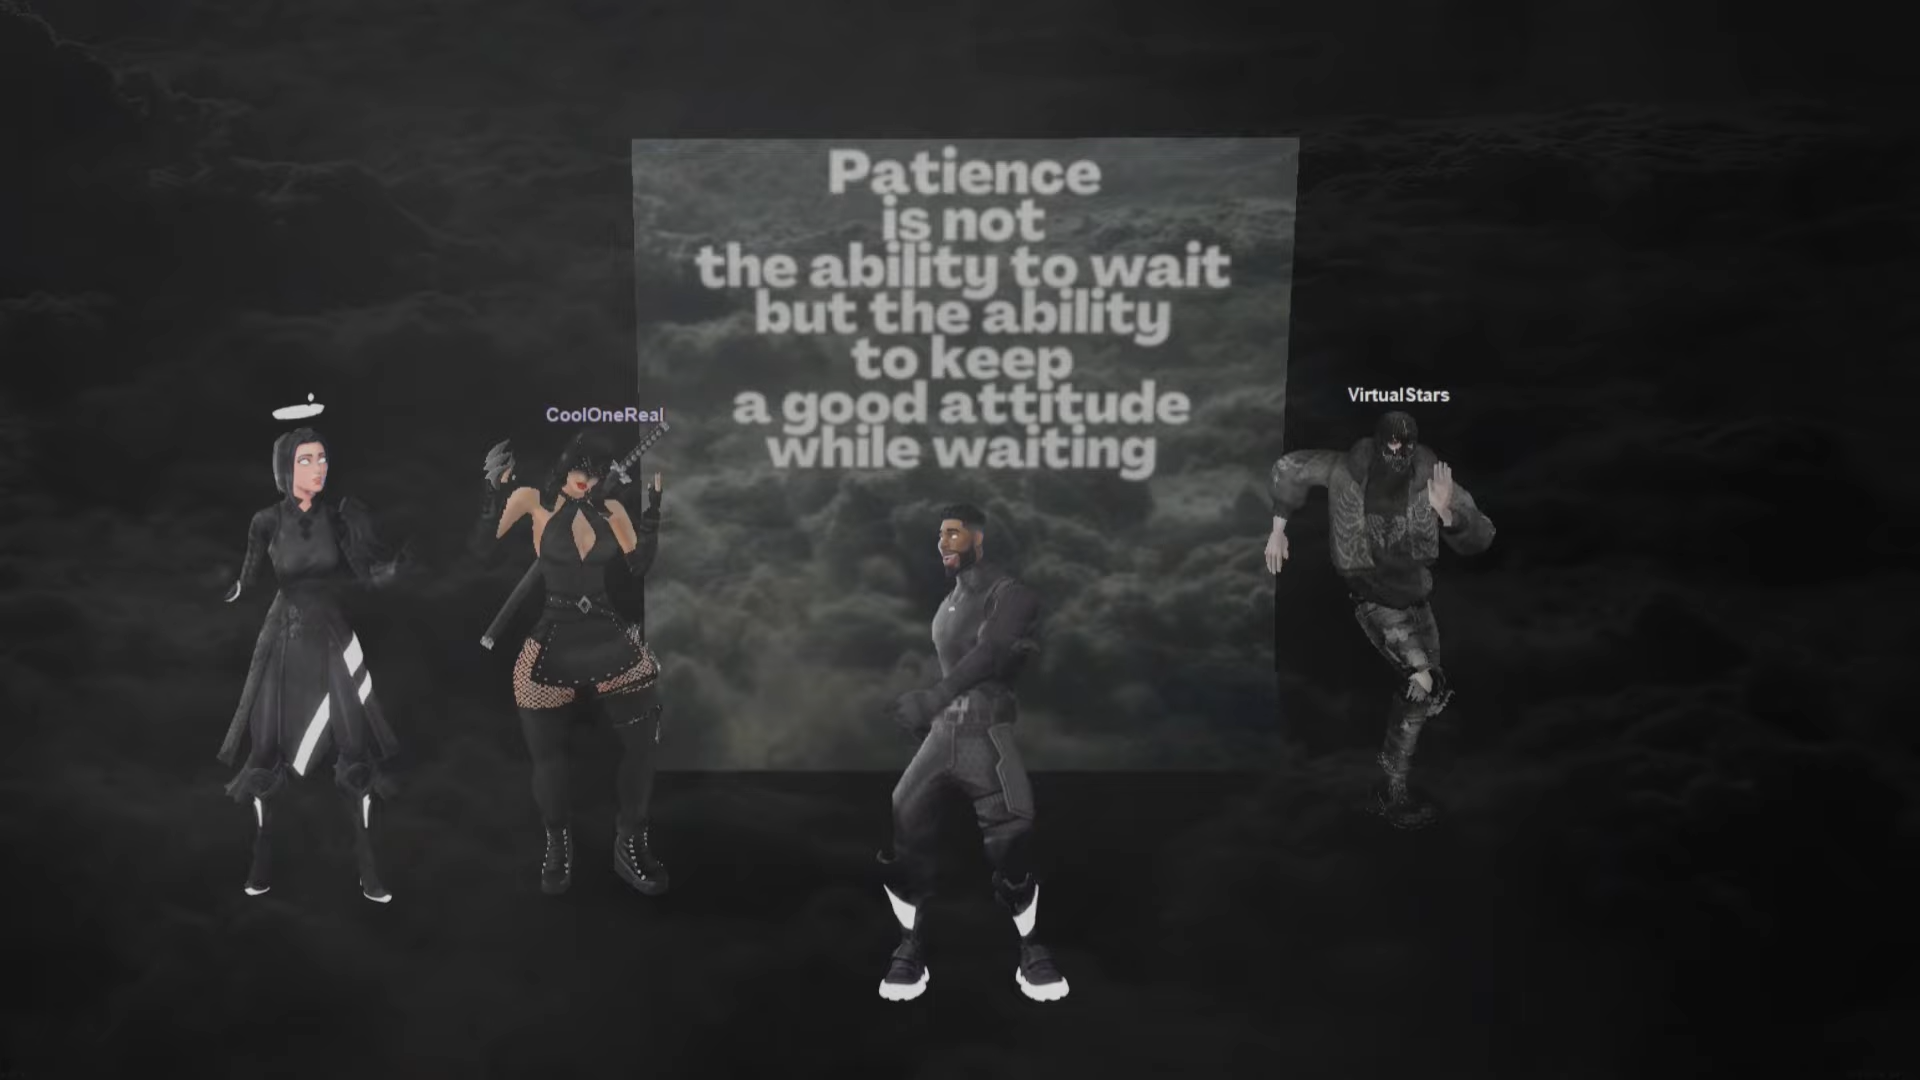 Patience
is not
the ability to wait
but the ability
to keep
a good attitude
while waiting
CoolOneReal
VirtualStars